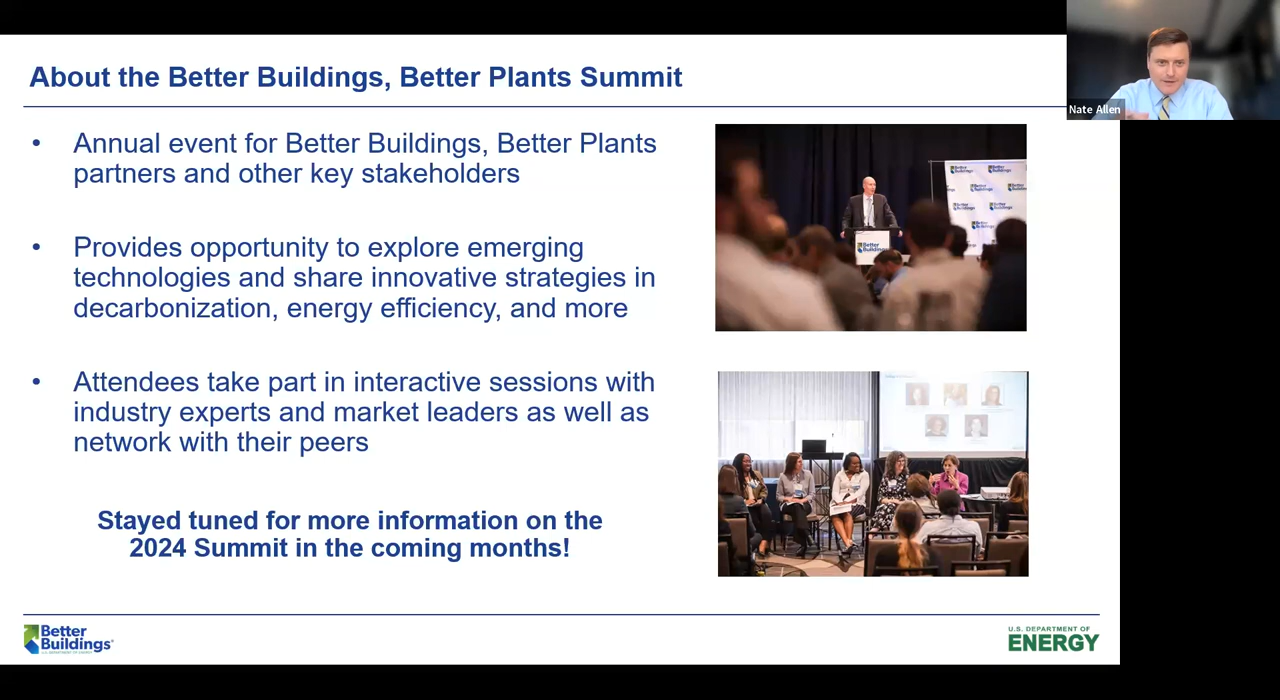 About the Better Buildings, Better Plants Summit
Nate Allen
• Annual event for Better Buildings, Better Plants
partners and other key stakeholders
• Provides opportunity to explore emerging
technologies and share innovative strategies in
decarbonization, energy efficiency, and more
• Attendees take part in interactive sessions with
industry experts and market leaders as well as
network with their peers
Stayed tuned for more information on the
2024 Summit in the coming months!
Better
Buildings®
U.S. DEPARTMENT OF ENERGY
U.S. DEPARTMENT OF
ENERGY